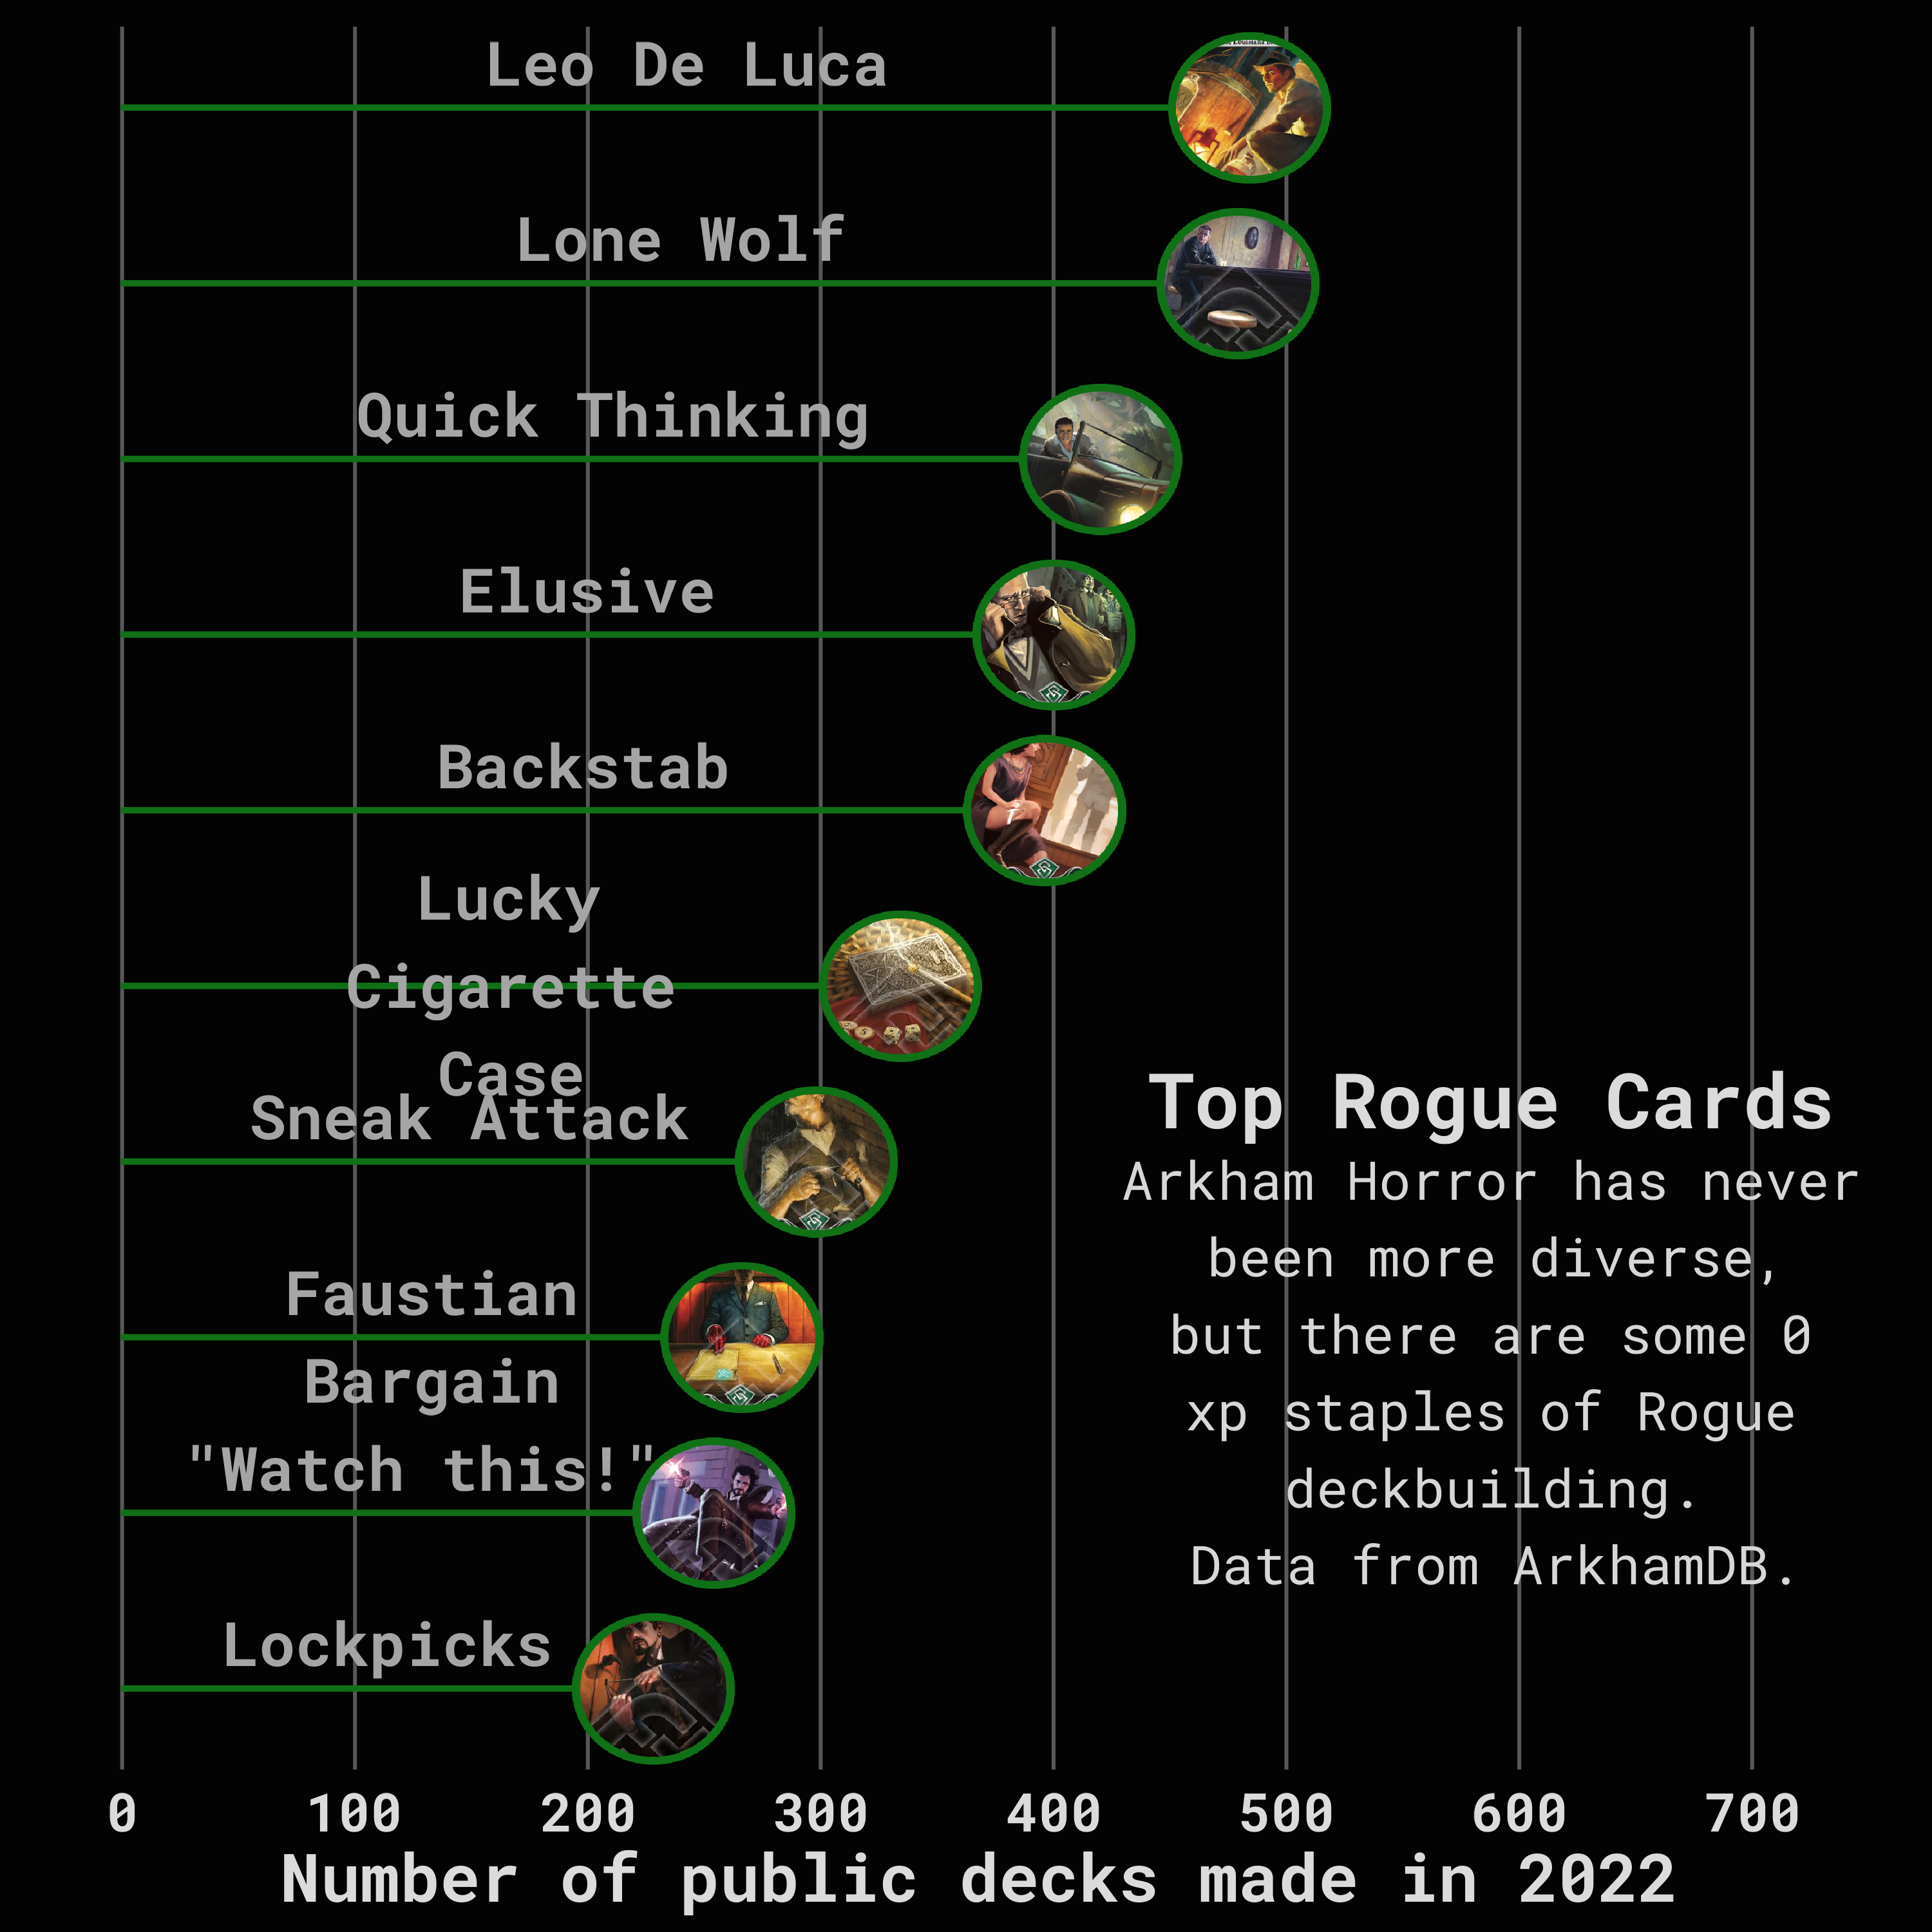 Leo De Luca
Lone Wolf
Quick Thinking
Elusive
Backstab
Lucky
Cigarette
Case
Sneak Attack
Faustian
Bargain
"Watch this!"
Lockpicks
Top Rogue Cards
Arkham Horror has never
been more diverse,
but there are some 0
xp staples of Rogue
deckbuilding.
Data from ArkhamDB.
0 100 200 300 400 500 600 700
Number of public decks made in 2022